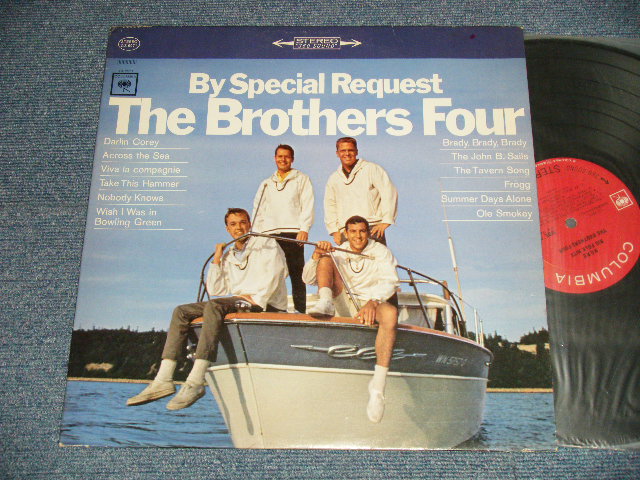 STEREO
"360 SOUND"
COLUMBIA
By Special Request
The Brothers Four
Darlin Corey
Across the Sea
Viva la compagnie
Take This Hammer
Nobody Knows
Wish I Was in
Bowling Green
Brady, Brady, Brady
The John B. Sails
The Tavern Song
Frogg
Summer Days Alone
Ole Smokey
COLUMBIA
STEREO